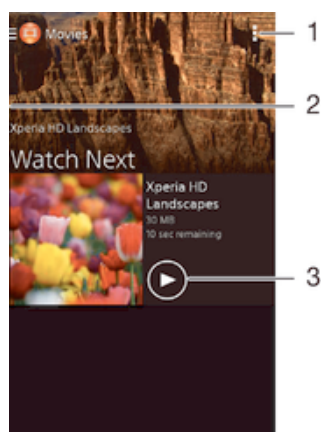 Movies
1
2
Xperia HD Landscapes
Watch Next
Xperia HD
Landscapes
30 MB
10 sec remaining
3